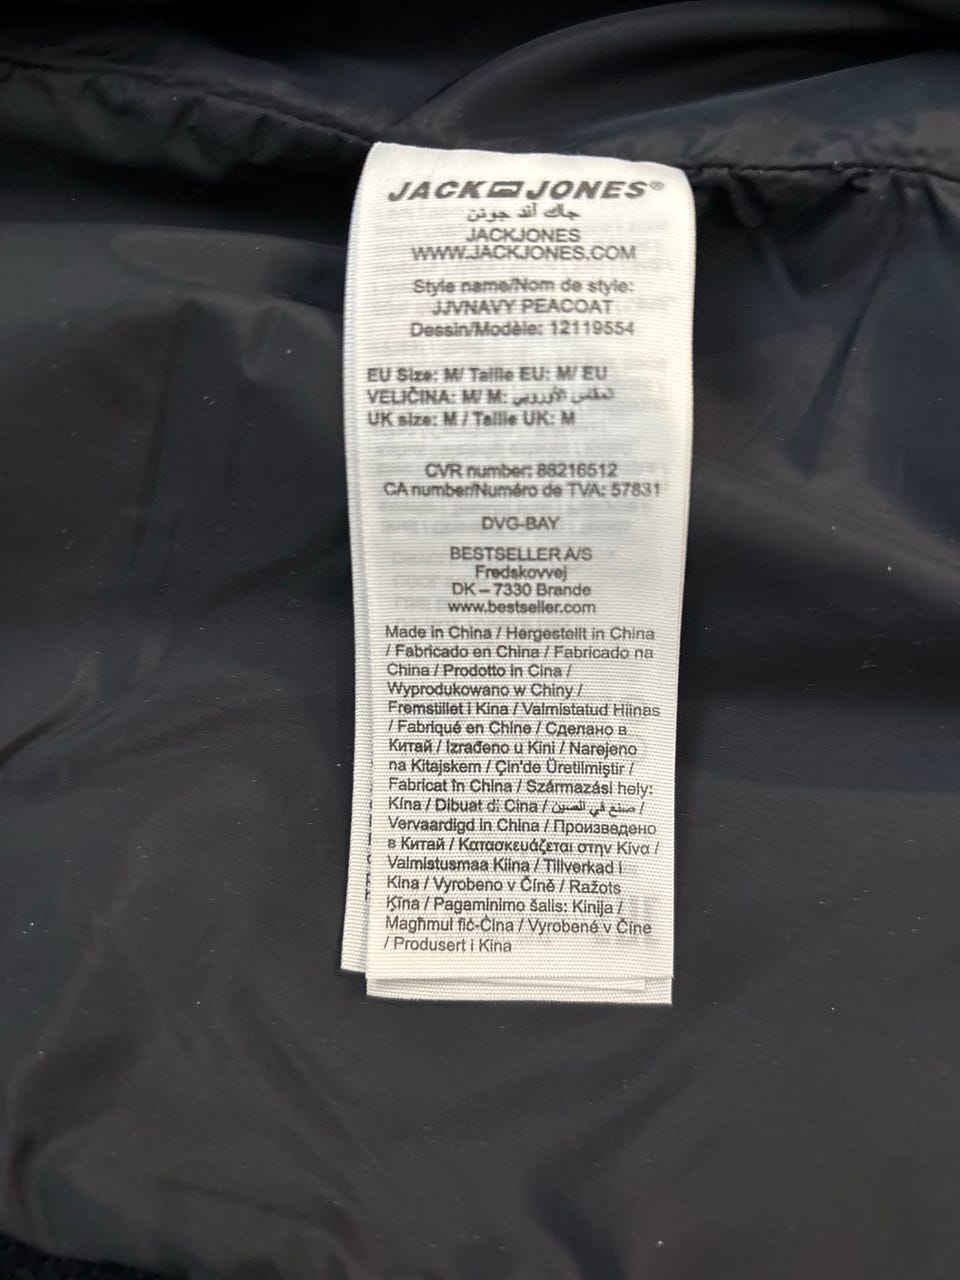 JACK JONES®
جاك أند جونز
JACKJONES
WWW.JACKJONES.COM
Style name/Nom de style:
JJVNAVY PEACOAT
Dessin/Modèle: 12119554
EU Size: M/ Taille EU: M/ EU
VELIČINA: M/ M: المقاس الأوروبي
UK size: M / Taille UK: M
CVR number: 88216512
CA number/Numéro de TVA: 57831
DVG-BAY
BESTSELLER A/S
Fredskovvej
DK – 7330 Brande
www.bestseller.com
Made in China / Hergestellt in China
/ Fabricado en China / Fabricado na
China / Prodotto in Cina /
Wyprodukowano w Chiny /
Fremstillet i Kina / Valmistatud Hiinas
/ Fabriqué en Chine / Сделано в
Китай / Izrađeno u Kini / Narejeno
na Kitajskem / Çin'de Üretilmiştir /
Fabricat în China / Származási hely:
Kína / Dibuat di Cina / صنع في الصين /
Vervaardigd in China / Произведено
в Китай / Κατασκευάζεται στην Κίνα /
Valmistusmaa Kiina / Tillverkad i
Kina / Vyrobeno v Číně / Ražots
Ķīna / Pagaminimo šalis: Kinija /
Magħmul fiċ-Ċina / Vyrobené v Číne
/ Produsert i Kina